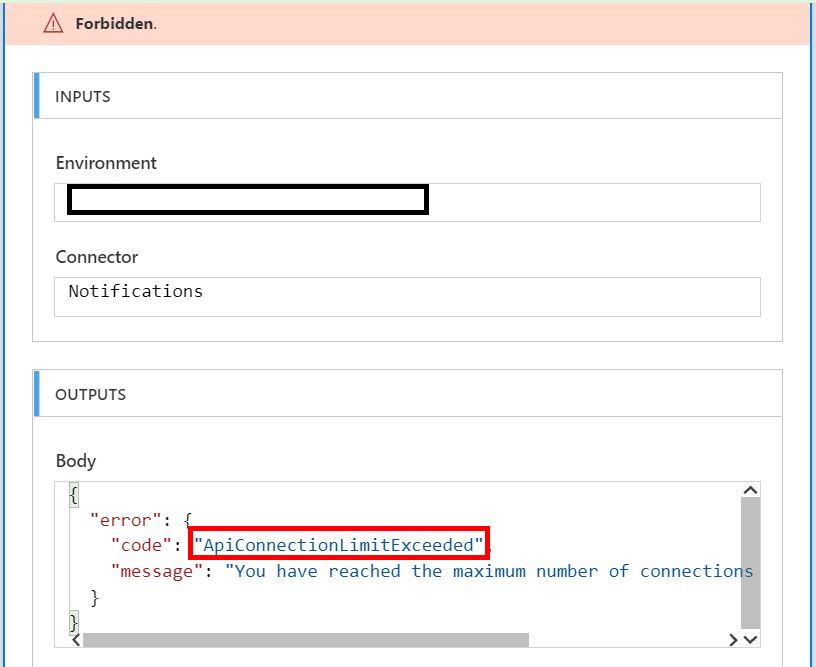 Forbidden.
INPUTS
Environment
Connector
Notifications
OUTPUTS
Body
{
"error": {
"code": "ApiConnectionLimitExceeded",
"message": "You have reached the maximum number of connections
}
}